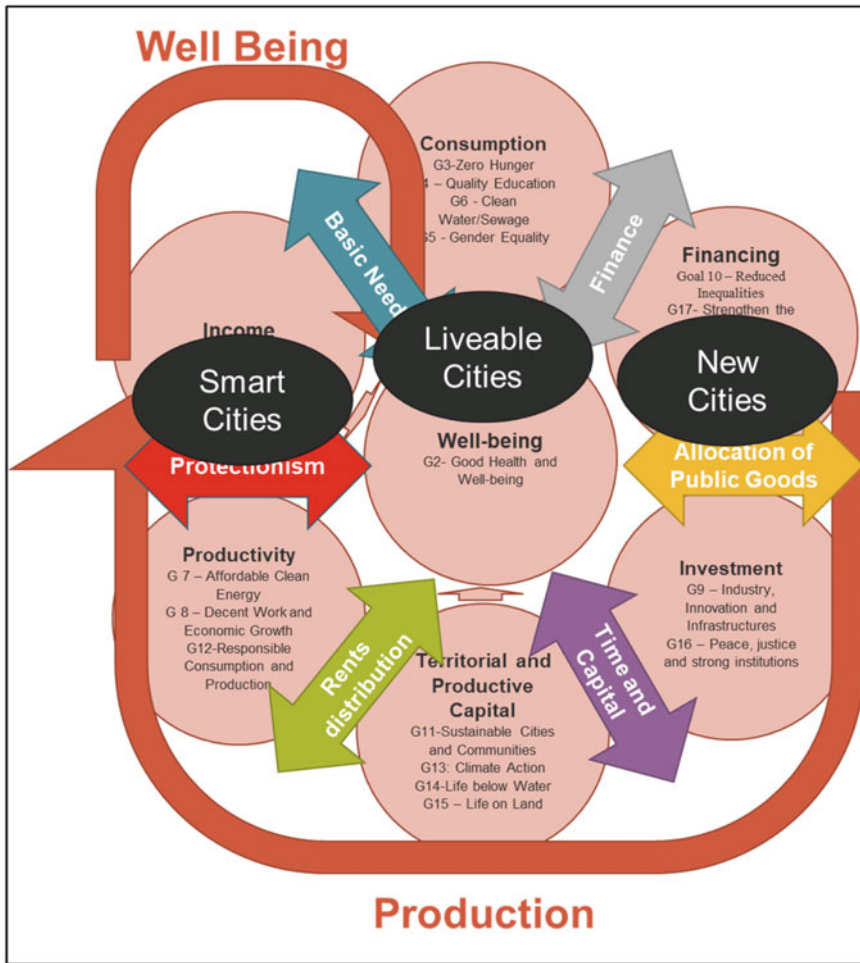 Well Being
Consumption
G3-Zero Hunger
4 – Quality Education
G6 - Clean
Water/Sewage
G5 - Gender Equality
Basic Need
Finance
Financing
Goal 10 – Reduced
Inequalities
G17- Strengthen the
Income
Smart
Cities
Liveable
Cities
New
Cities
Protectionism
Well-being
G2- Good Health and
Well-being
Allocation of
Public Goods
Productivity
G 7 – Affordable Clean
Energy
G 8 – Decent Work and
Economic Growth
G12-Responsible
Consumption and
Production
Rents
distribution
Territorial and
Productive
Capital
G11-Sustainable Cities
and Communities
G13: Climate Action
G14-Life below Water
G15 – Life on Land
Time and
Capital
Investment
G9 – Industry,
Innovation and
Infrastructures
G16 – Peace, justice
and strong institutions
Production